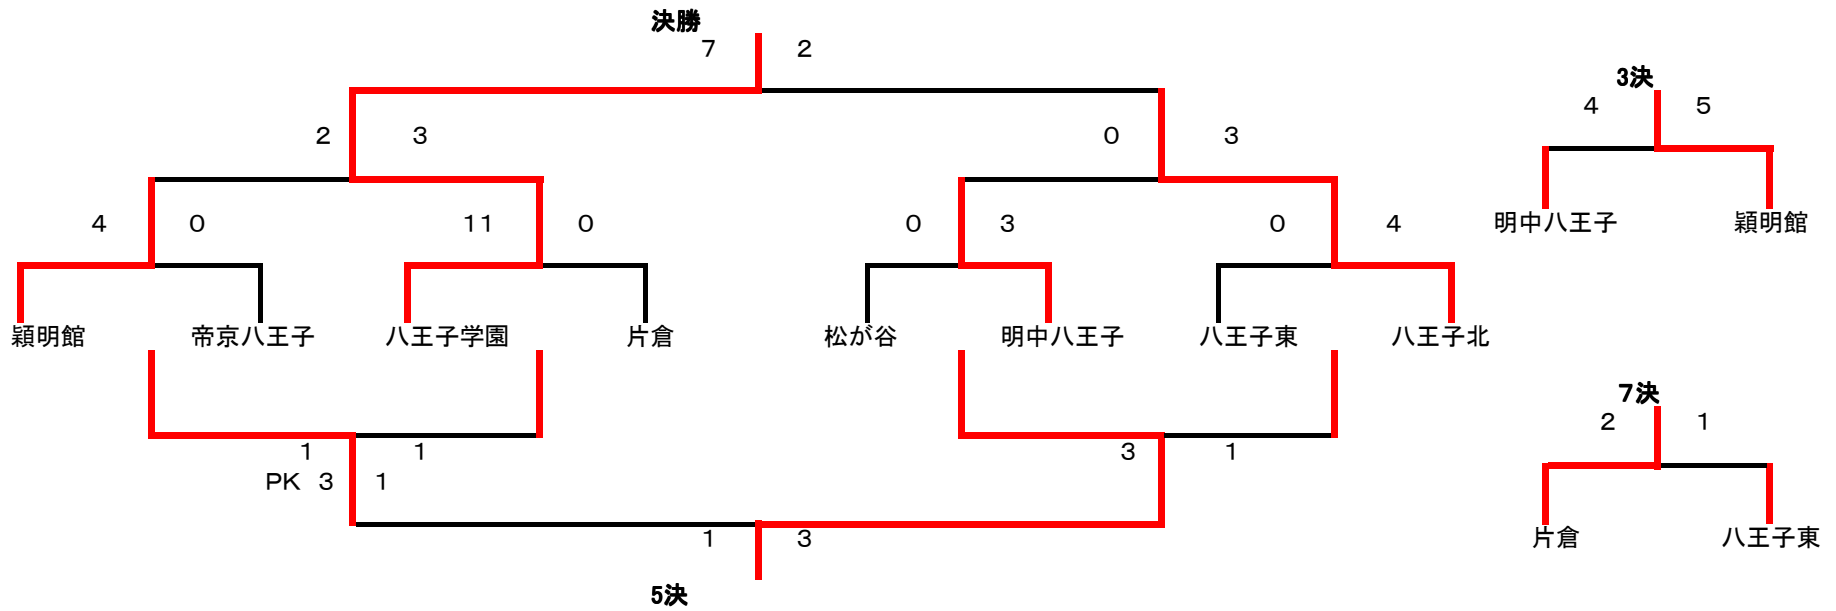 決勝
7 2
3決
4 5
2 3
0 3
4 0
11 0
0 3
0 4
明中八王子 穎明館
穎明館 帝京八王子 八王子学園 片倉 松が谷 明中八王子 八王子東 八王子北
7決
2 1
1 1
3 1
PK 3 1
片倉 八王子東
1 3
5決